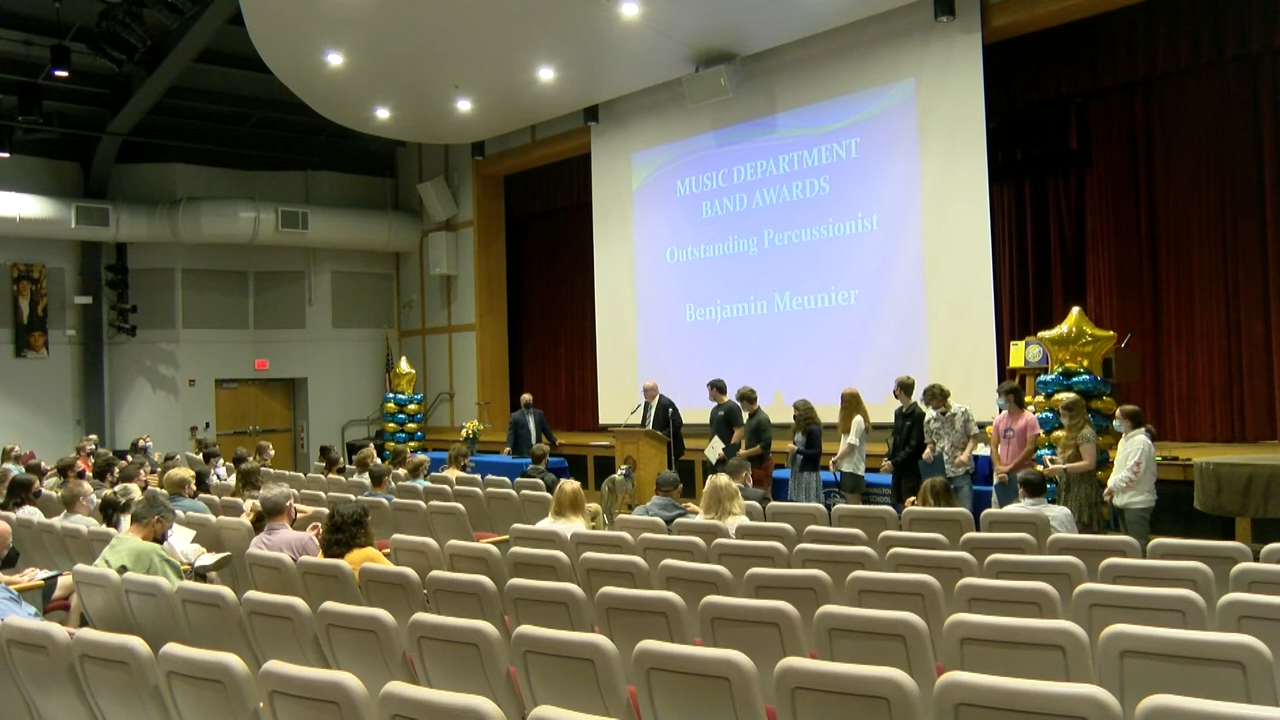 MUSIC DEPARTMENT
BAND AWARDS
Outstanding Percussionist
Benjamin Meunier